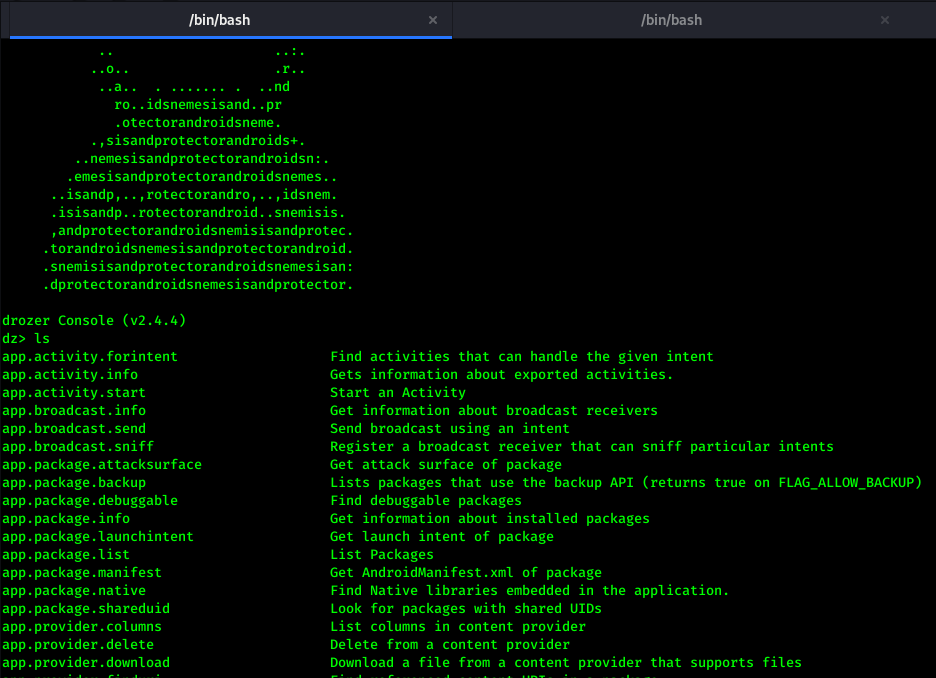 /bin/bash × /bin/bash ×
.. ..:.
..o.. .r..
..a.. . ....... . ..nd
ro..idsnemesisand..pr
.otectorandroidsneme.
.,sisandprotectorandroids+.
..nemesisandprotectorandroidsn:.
.emesisandprotectorandroidsnemes..
..isandp,..,rotectorandro,..,idsnem.
.isisandp..rotectorandroid..snemisis.
,andprotectorandroidsnemisisandprotec.
.torandroidsnemesisandprotectorandroid.
.snemisisandprotectorandroidsnemesisan:
.dprotectorandroidsnemesisandprotector.
drozer Console (v2.4.4)
dz> ls
app.activity.forintent Find activities that can handle the given intent
app.activity.info Gets information about exported activities.
app.activity.start Start an Activity
app.broadcast.info Get information about broadcast receivers
app.broadcast.send Send broadcast using an intent
app.broadcast.sniff Register a broadcast receiver that can sniff particular intents
app.package.attacksurface Get attack surface of package
app.package.backup Lists packages that use the backup API (returns true on FLAG_ALLOW_BACKUP)
app.package.debuggable Find debuggable packages
app.package.info Get information about installed packages
app.package.launchintent Get launch intent of package
app.package.list List Packages
app.package.manifest Get AndroidManifest.xml of package
app.package.native Find Native libraries embedded in the application.
app.package.shareduid Look for packages with shared UIDs
app.provider.columns List columns in content provider
app.provider.delete Delete from a content provider
app.provider.download Download a file from a content provider that supports files